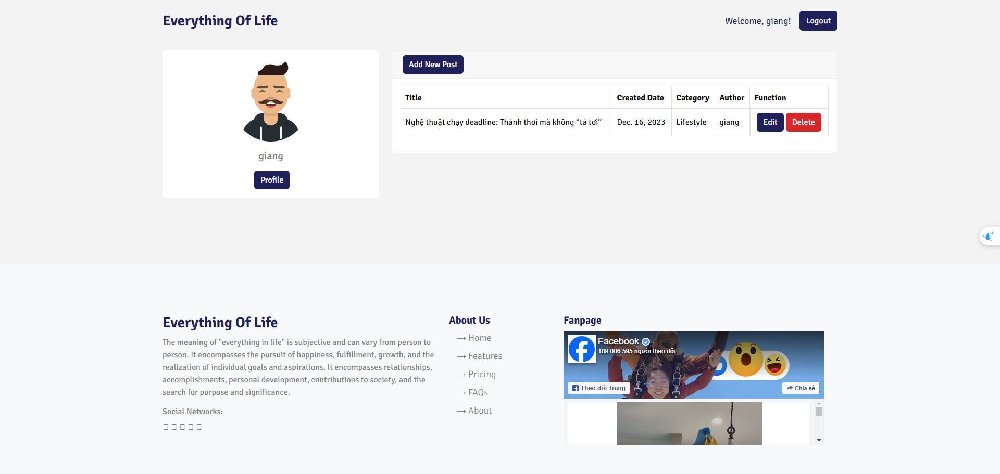 Everything Of Life
Welcome, giang!
Logout
giang
Profile
Add New Post
Title Created Date Category Author Function
Nghệ thuật chạy deadline: Thảnh thơi mà không “tả tơi” Dec. 16, 2023 Lifestyle giang Edit Delete
Everything Of Life
The meaning of "everything in life" is subjective and can vary from person to
person. It encompasses the pursuit of happiness, fulfillment, growth, and the
realization of individual goals and aspirations. It encompasses relationships,
accomplishments, personal development, contributions to society, and the
search for purpose and significance.
Social Networks:
About Us
→ Home
→ Features
→ Pricing
→ FAQs
→ About
Fanpage
Facebook
189.006.595 người theo dõi
Theo dõi Trang
Chia sẻ